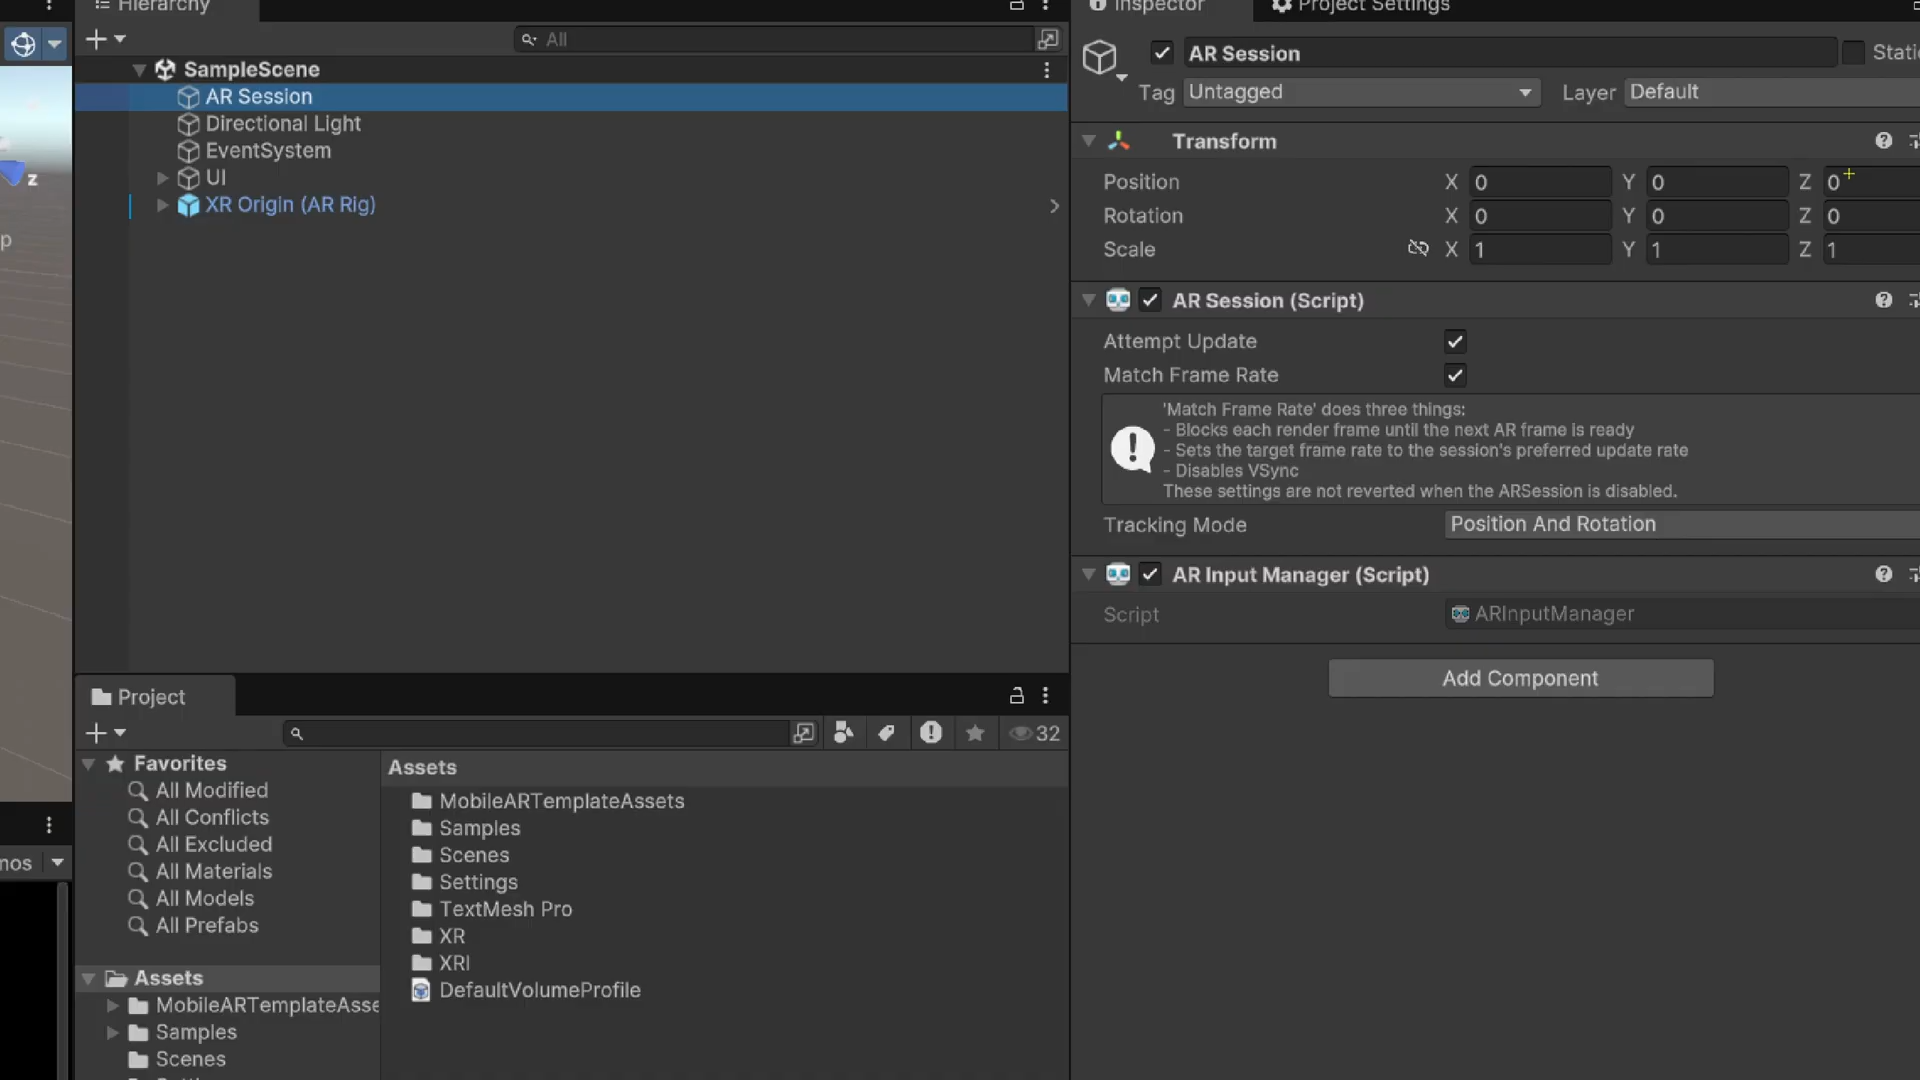 Hierarchy
All
SampleScene
AR Session
Directional Light
EventSystem
UI
XR Origin (AR Rig)
z
p
Project
32
Favorites
All Modified
All Conflicts
All Excluded
All Materials
All Models
All Prefabs
Assets
MobileARTemplateAsse
Samples
Scenes
Assets
MobileARTemplateAssets
Samples
Scenes
Settings
TextMesh Pro
XR
XRI
DefaultVolumeProfile
Inspector
Project Settings
AR Session
Static
Tag Untagged Layer Default
Transform
Position X 0 Y 0 Z 0
Rotation X 0 Y 0 Z 0
Scale X 1 Y 1 Z 1
AR Session (Script)
Attempt Update
Match Frame Rate
'Match Frame Rate' does three things:
- Blocks each render frame until the next AR frame is ready
- Sets the target frame rate to the session's preferred update rate
- Disables VSync
These settings are not reverted when the ARSession is disabled.
Tracking Mode Position And Rotation
AR Input Manager (Script)
Script ARInputManager
Add Component